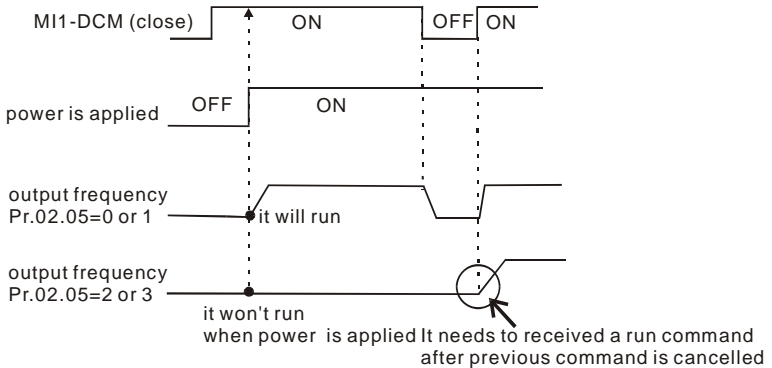 MI1-DCM (close)
ON
OFF
ON
OFF
ON
power is applied
output frequency
Pr.02.05=0 or 1
it will run
output frequency
Pr.02.05=2 or 3
it won't run
when power is applied
It needs to received a run command
after previous command is cancelled